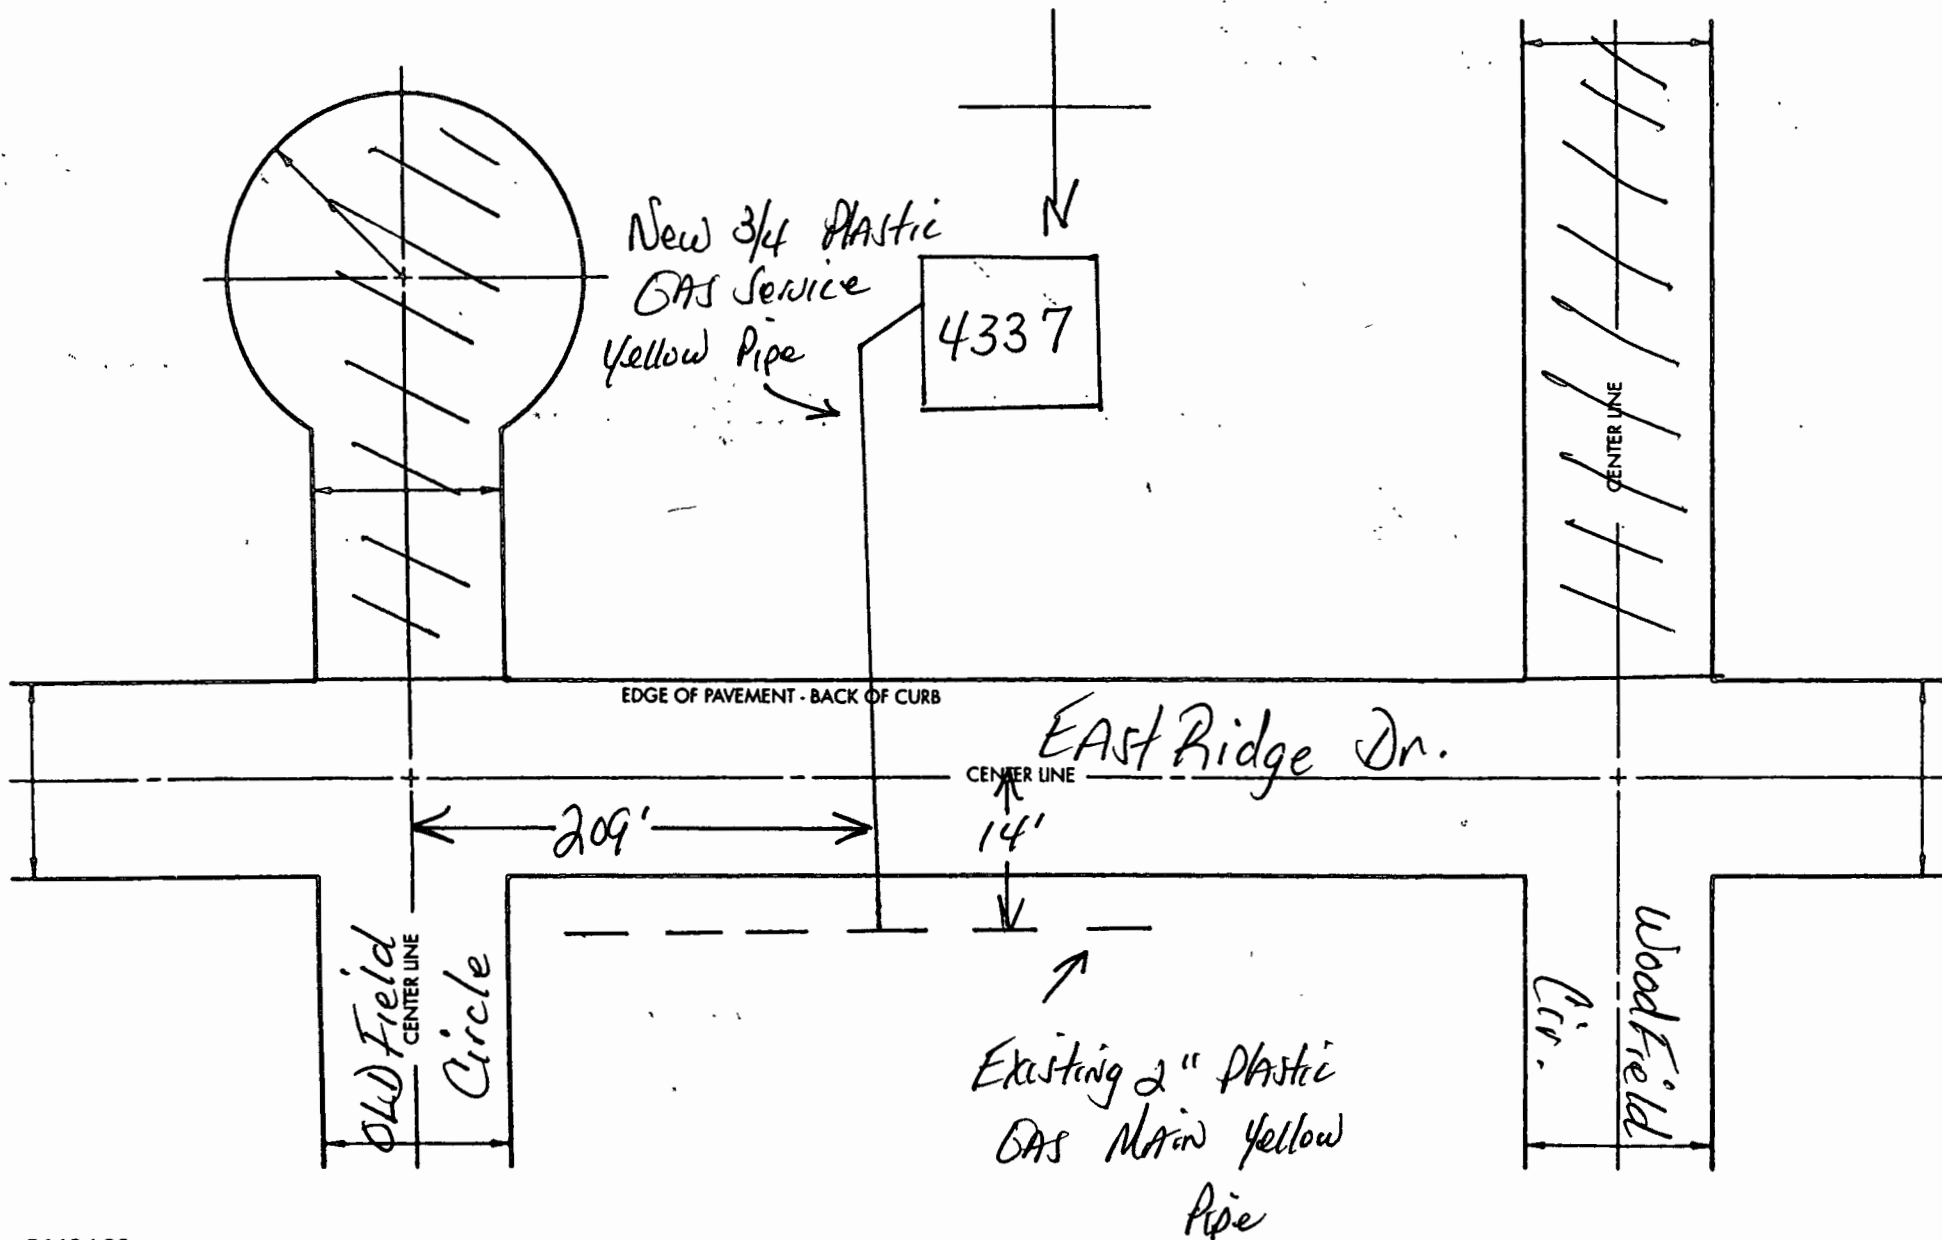 N
New 3/4 Plastic
GAS Service
Yellow Pipe
4337
CENTER LINE
EDGE OF PAVEMENT - BACK OF CURB
East Ridge Dr.
CENTER LINE
209'
14'
OLD Field
CENTER LINE
Circle
WoodField
Cir.
Existing 2" Plastic
GAS Main Yellow
Pipe